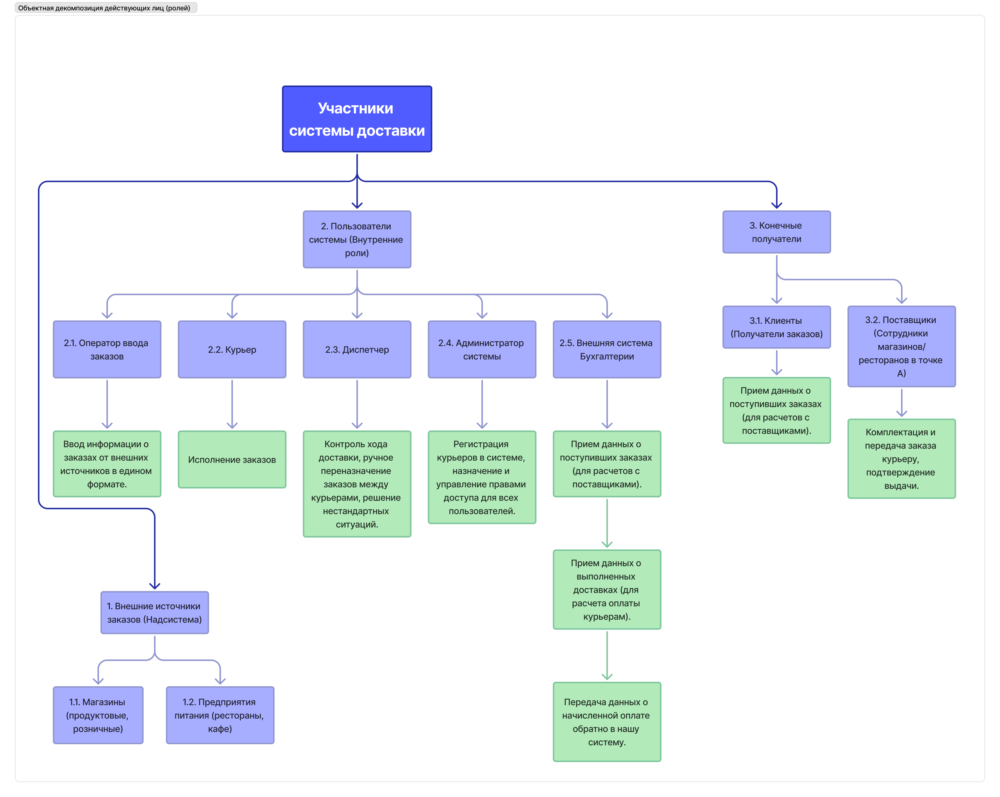 Объектная декомпозиция действующих лиц (ролей)
Участники
системы доставки
2. Пользователи
системы (Внутренние
роли)
3. Конечные
получатели
2.1. Оператор ввода
заказов
2.2. Курьер
2.3. Диспетчер
2.4. Администратор
системы
2.5. Внешняя система
Бухгалтерии
3.1. Клиенты
(Получатели заказов)
3.2. Поставщики
(Сотрудники
магазинов/
ресторанов в точке
А)
Ввод информации о
заказах от внешних
источников в едином
формате.
Исполнение заказов
Контроль хода
доставки, ручное
переназначение
заказов между
курьерами, решение
нестандартных
ситуаций.
Регистрация
курьеров в системе,
назначение и
управление правами
доступа для всех
пользователей.
Прием данных о
поступивших заказах
(для расчетов с
поставщиками).
Прием данных о
поступивших заказах
(для расчетов с
поставщиками).
Комплектация и
передача заказа
курьеру,
подтверждение
выдачи.
Прием данных о
выполненных
доставках (для
расчета оплаты
курьерам).
Передача данных о
начисленной оплате
обратно в нашу
систему.
1. Внешние источники
заказов (Надсистема)
1.1. Магазины
(продуктовые,
розничные)
1.2. Предприятия
питания (рестораны,
кафе)